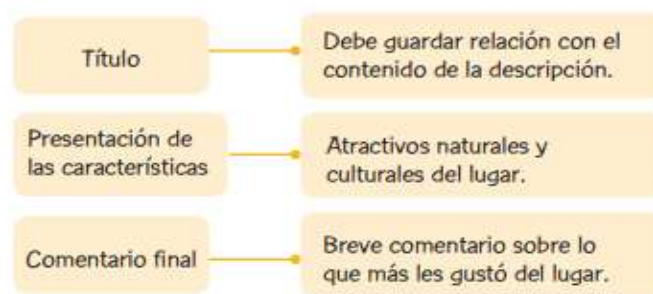 Título
Debe guardar relación con el
contenido de la descripción.
Presentación de
las características
Atractivos naturales y
culturales del lugar.
Comentario final
Breve comentario sobre lo
que más les gustó del lugar.